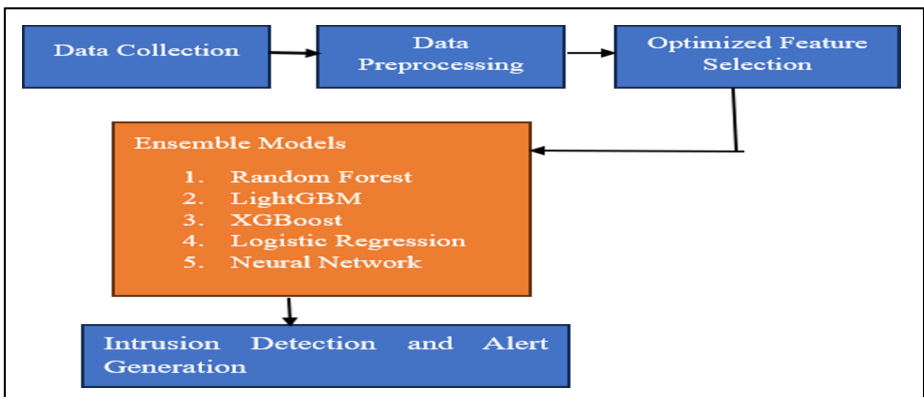 Data Collection
Data
Preprocessing
Optimized Feature
Selection
Ensemble Models
1. Random Forest
2. LightGBM
3. XGBoost
4. Logistic Regression
5. Neural Network
Intrusion Detection and Alert
Generation